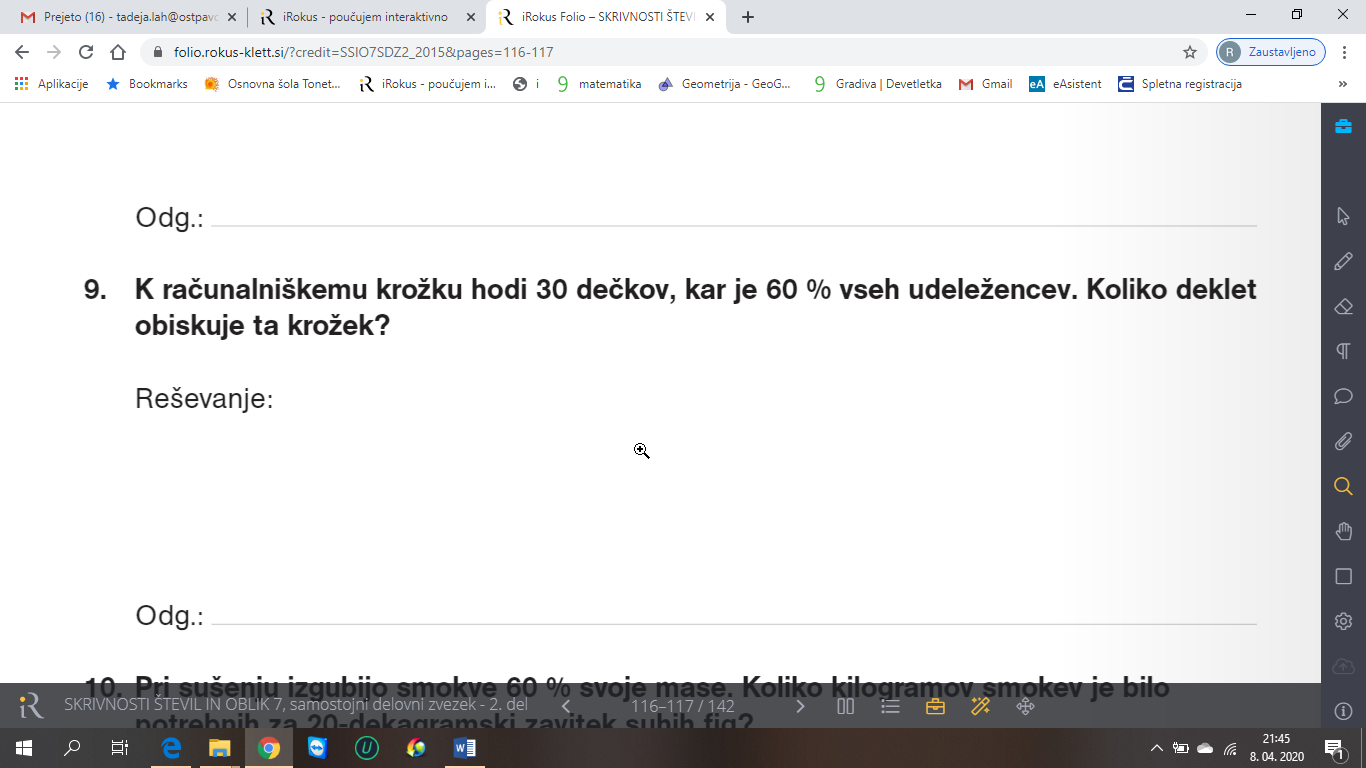 Prejeto (16) - tadeja.lah@ostpavc
iRokus - poučujem interaktivno
iRokus Folio – SKRIVNOSTI ŠTEVI
folio.rokus-klett.si/?credit=SSIO7SDZ2_2015&pages=116-117
R Zaustavljeno
Aplikacije Bookmarks Osnovna šola Tonet... iRokus - poučujem i... i matematika Geometrija - GeoG... Gradiva | Devetletka Gmail eAsistent Spletna registracija »
Odg.:
9. K računalniškemu krožku hodi 30 dečkov, kar je 60 % vseh udeležencev. Koliko deklet
obiskuje ta krožek?
Reševanje:
Odg.:
10. Pri sušenju izgubijo smokve 60 % svoje mase. Koliko kilogramov smokev je bilo
potrebnih za 20-dekagramski zavitek suhih fig?
SKRIVNOSTI ŠTEVIL IN OBLIK 7, samostojni delovni zvezek - 2. del
116–117 / 142
21:45
8. 04. 2020
1